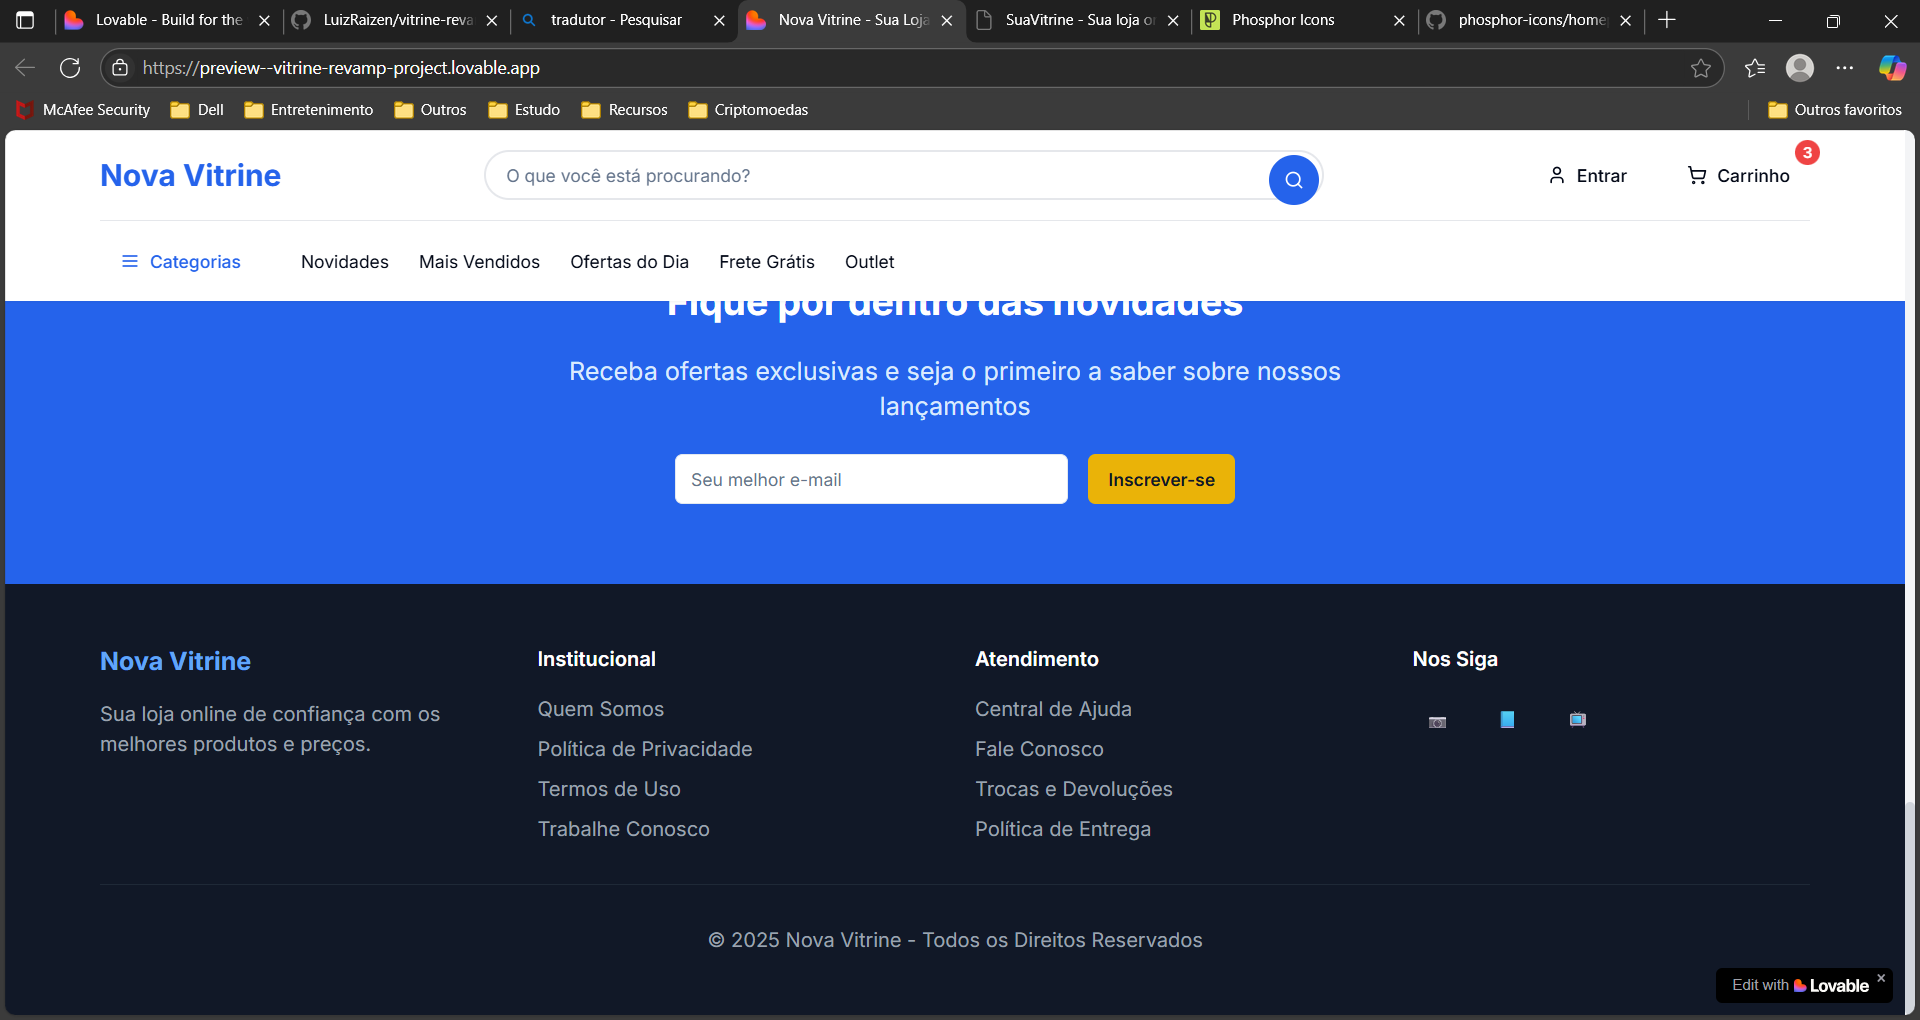 Lovable - Build for the
LuizRaizen/vitrine-reva
tradutor - Pesquisar
Nova Vitrine - Sua Loja
SuaVitrine - Sua loja or
Phosphor Icons
phosphor-icons/home
https://preview--vitrine-revamp-project.lovable.app
McAfee Security
Dell
Entretenimento
Outros
Estudo
Recursos
Criptomoedas
Outros favoritos
Nova Vitrine
O que você está procurando?
Entrar
Carrinho
3
Categorias
Novidades
Mais Vendidos
Ofertas do Dia
Frete Grátis
Outlet
Fique por dentro das novidades
Receba ofertas exclusivas e seja o primeiro a saber sobre nossos
lançamentos
Seu melhor e-mail
Inscrever-se
Nova Vitrine
Sua loja online de confiança com os
melhores produtos e preços.
Institucional
Quem Somos
Política de Privacidade
Termos de Uso
Trabalhe Conosco
Atendimento
Central de Ajuda
Fale Conosco
Trocas e Devoluções
Política de Entrega
Nos Siga
© 2025 Nova Vitrine - Todos os Direitos Reservados
Edit with Lovable